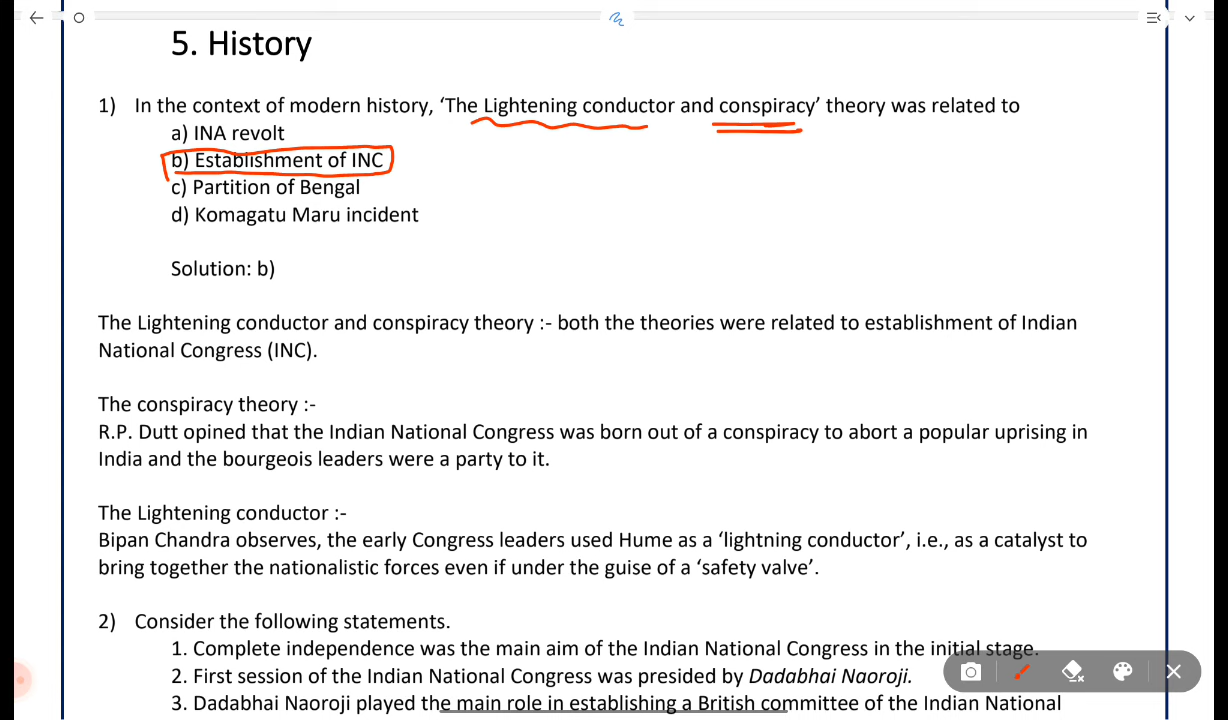 5. History
1) In the context of modern history, ‘The Lightening conductor and conspiracy’ theory was related to
a) INA revolt
b) Establishment of INC
c) Partition of Bengal
d) Komagatu Maru incident
Solution: b)
The Lightening conductor and conspiracy theory :- both the theories were related to establishment of Indian
National Congress (INC).
The conspiracy theory :-
R.P. Dutt opined that the Indian National Congress was born out of a conspiracy to abort a popular uprising in
India and the bourgeois leaders were a party to it.
The Lightening conductor :-
Bipan Chandra observes, the early Congress leaders used Hume as a ‘lightning conductor’, i.e., as a catalyst to
bring together the nationalistic forces even if under the guise of a ‘safety valve’.
2) Consider the following statements.
1. Complete independence was the main aim of the Indian National Congress in the initial stage.
2. First session of the Indian National Congress was presided by Dadabhai Naoroji.
3. Dadabhai Naoroji played the main role in establishing a British committee of the Indian National